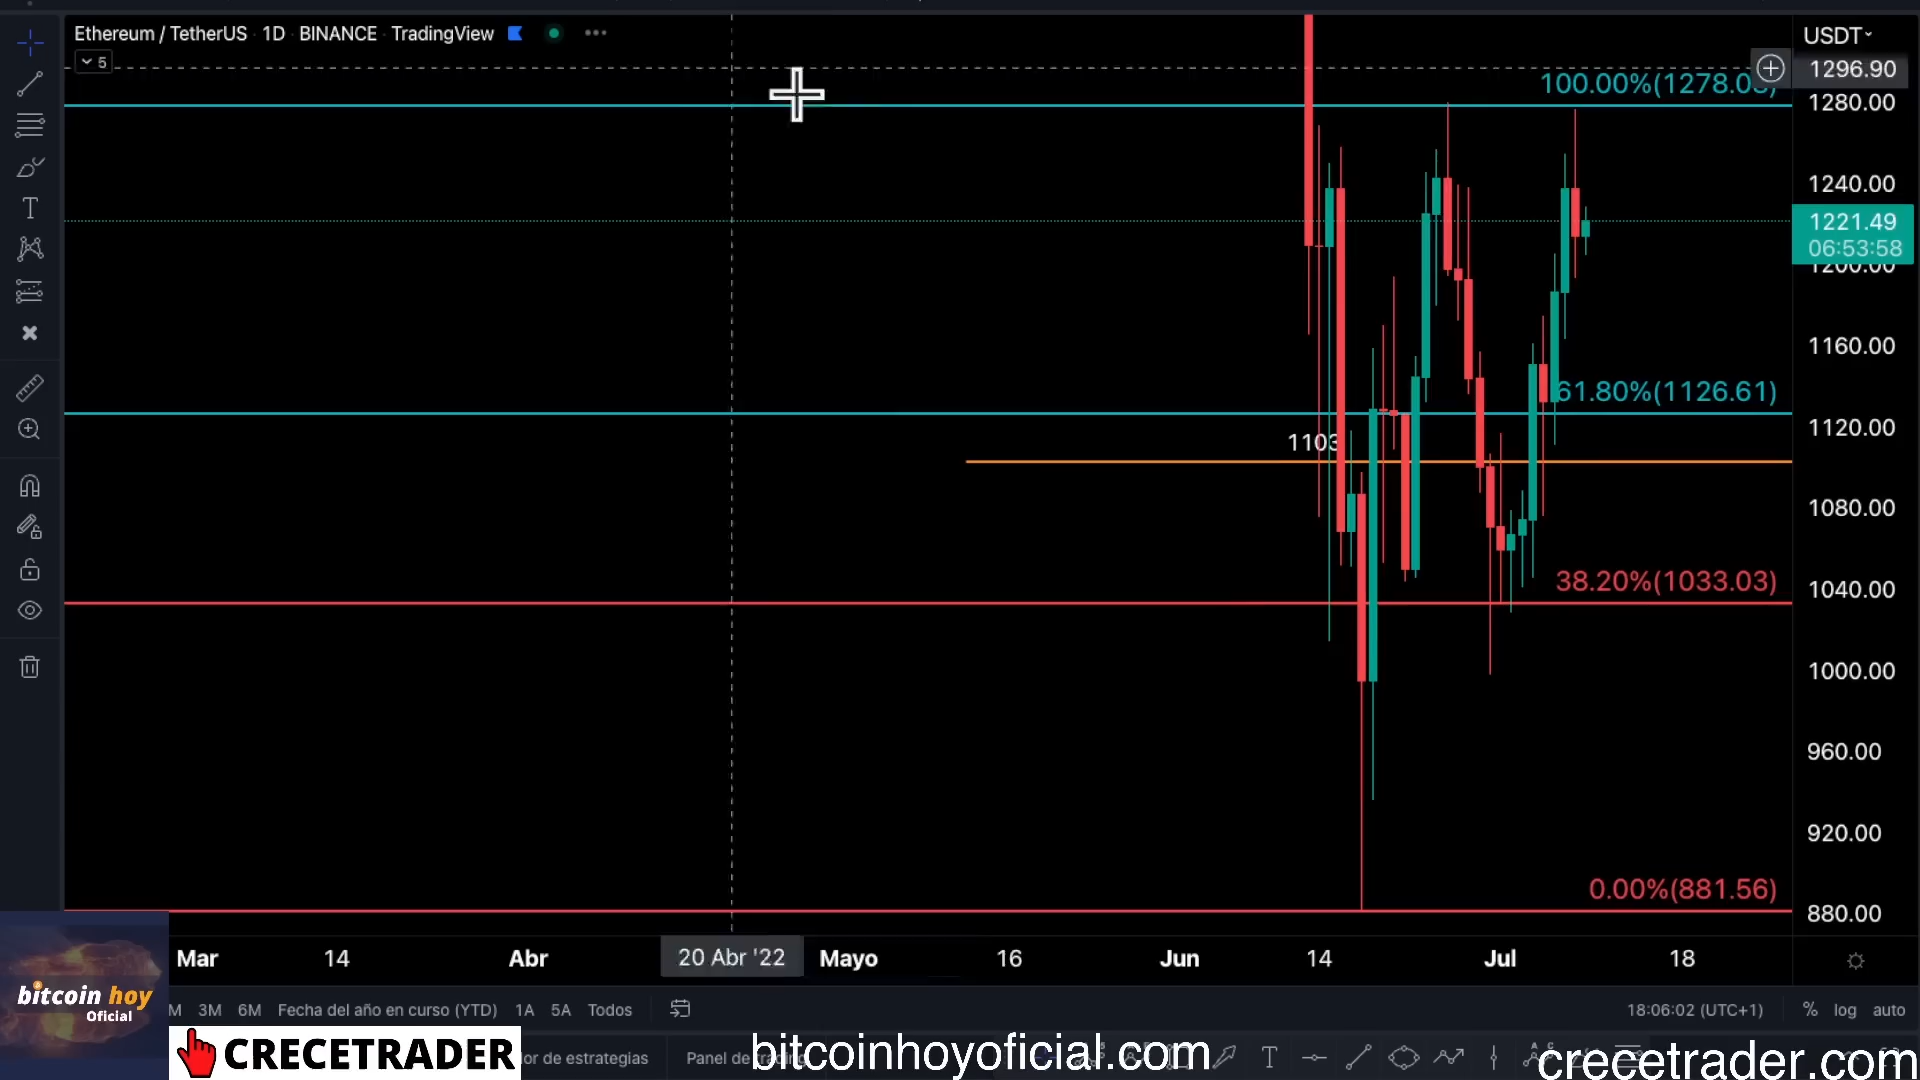 Ethereum / TetherUS · 1D · BINANCE · TradingView
5
USDT
1296.90
100.00%(1278.0
1280.00
1240.00
1221.49
06:53:58
1200.00
1160.00
61.80%(1126.61)
1120.00
1103
1080.00
38.20%(1033.03)
1040.00
1000.00
960.00
920.00
0.00%(881.56)
880.00
Mar 14 Abr 20 Abr '22 Mayo 16 Jun 14 Jul 18
bitcoin hoy
Oficial
M 3M 6M Fecha del año en curso (YTD) 1A 5A Todos 18:06:02 (UTC+1) % log auto
CRECETRADER
or de estrategias Panel de
bitcoinhoyoficial.com
crecetrader.com